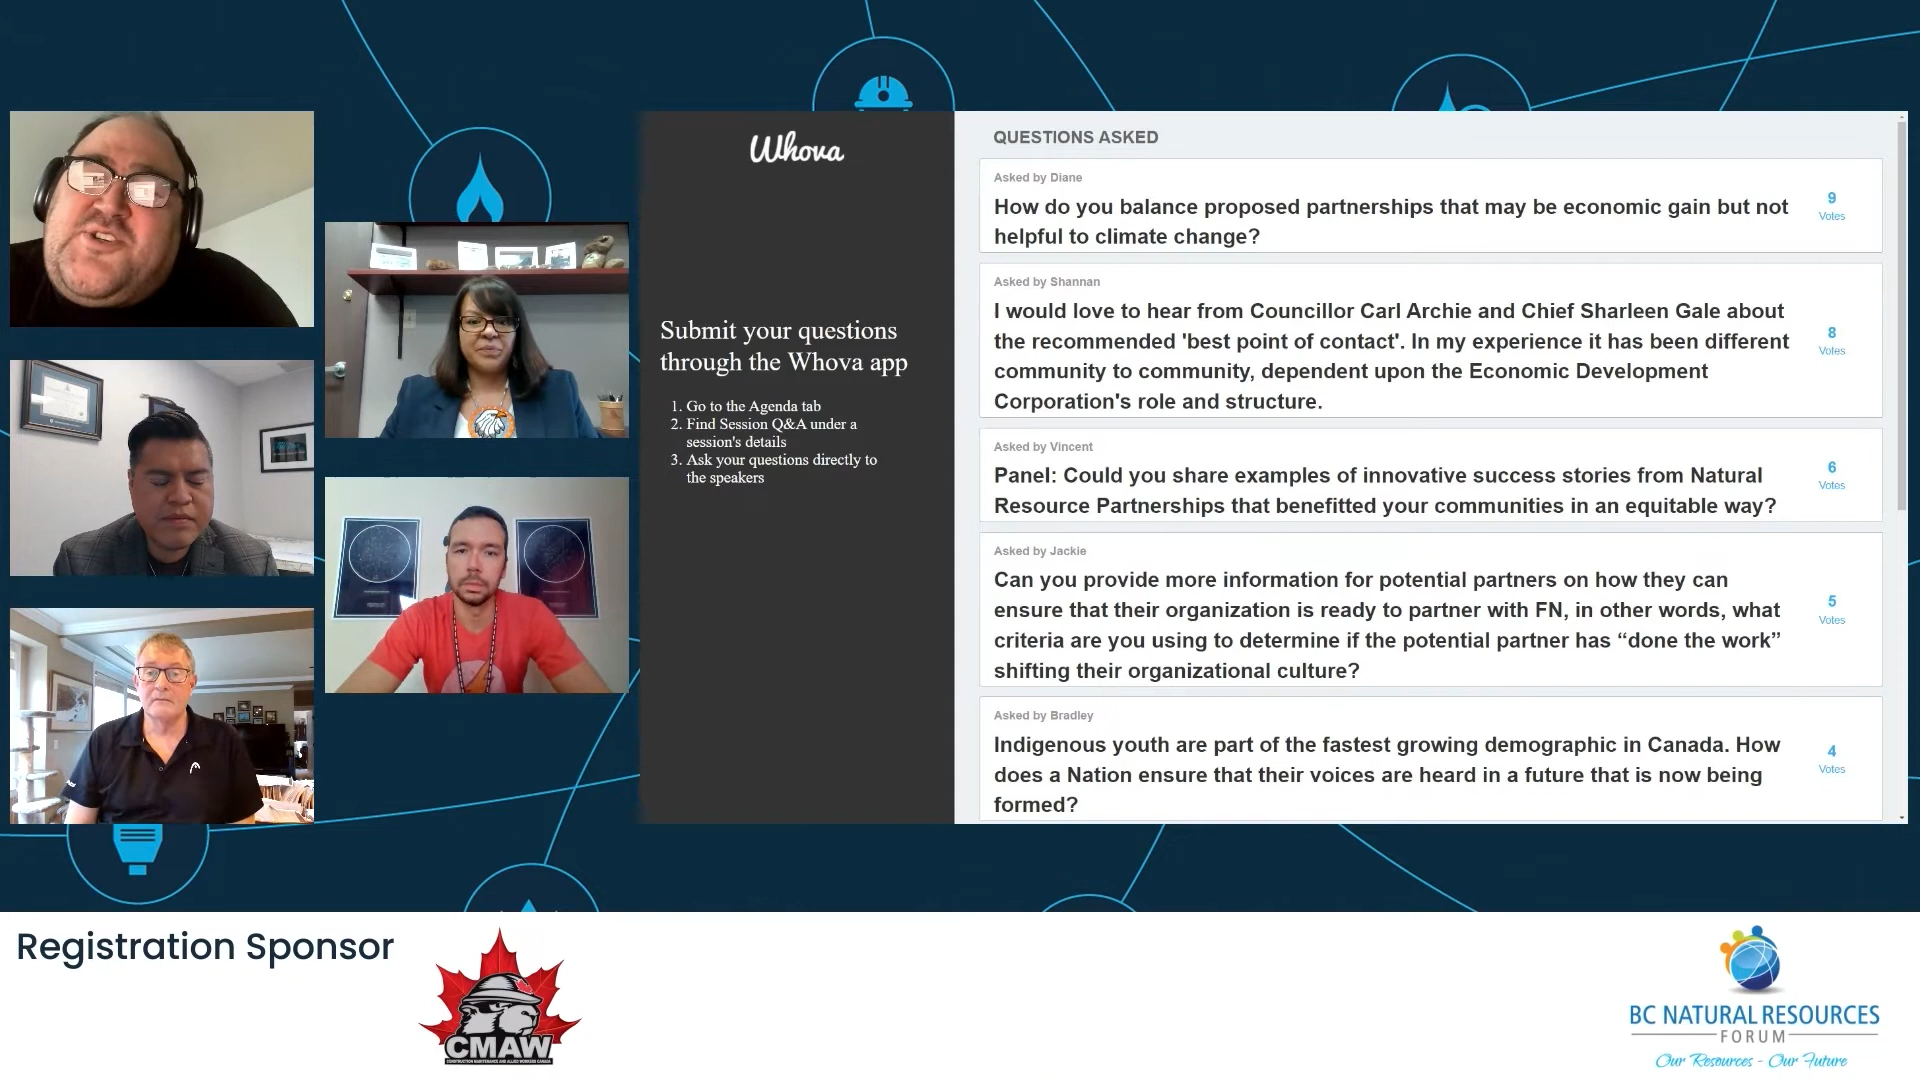 Whova
Submit your questions
through the Whova app
1. Go to the Agenda tab
2. Find Session Q&A under a
session's details
3. Ask your questions directly to
the speakers
QUESTIONS ASKED
Asked by Diane
How do you balance proposed partnerships that may be economic gain but not
helpful to climate change?
9
Votes
Asked by Shannan
I would love to hear from Councillor Carl Archie and Chief Sharleen Gale about
the recommended 'best point of contact'. In my experience it has been different
community to community, dependent upon the Economic Development
Corporation's role and structure.
8
Votes
Asked by Vincent
Panel: Could you share examples of innovative success stories from Natural
Resource Partnerships that benefitted your communities in an equitable way?
6
Votes
Asked by Jackie
Can you provide more information for potential partners on how they can
ensure that their organization is ready to partner with FN, in other words, what
criteria are you using to determine if the potential partner has “done the work”
shifting their organizational culture?
5
Votes
Asked by Bradley
Indigenous youth are part of the fastest growing demographic in Canada. How
does a Nation ensure that their voices are heard in a future that is now being
formed?
4
Votes
Registration Sponsor
CMAW
CONSTRUCTION MAINTENANCE AND ALLIED WORKERS CANADA
BC NATURAL RESOURCES
FORUM
Our Resources - Our Future